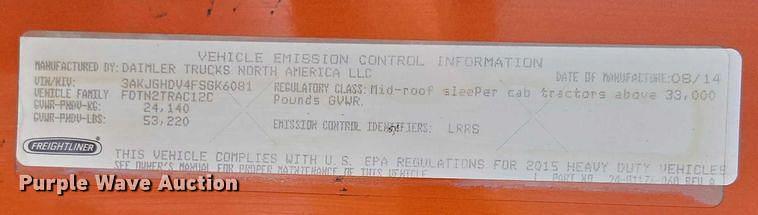 VEHICLE EMISSION CONTROL INFORMATION
MANUFACTURED BY: DAIMLER TRUCKS NORTH AMERICA LLC DATE OF MANUFACTURE: 08/14
VIN/NIV: 3AKJGHDV4FSGK6081 REGULATORY CLASS: Mid-roof sleeper cab tractors above 33,000
VEHICLE FAMILY FDTN2TRAC12C Pounds GVWR.
GVWR-PNBV-KG: 24,140
GVWR-PNBV-LBS: 53,220 EMISSION CONTROL IDENTIFIERS: LRRS
FREIGHTLINER
THIS VEHICLE COMPLIES WITH U.S. EPA REGULATIONS FOR 2015 HEAVY DUTY VEHICLES
SEE OWNER'S MANUAL FOR PROPER MAINTENANCE OF THIS VEHICLE PART NO. REV A
Purple Wave Auction